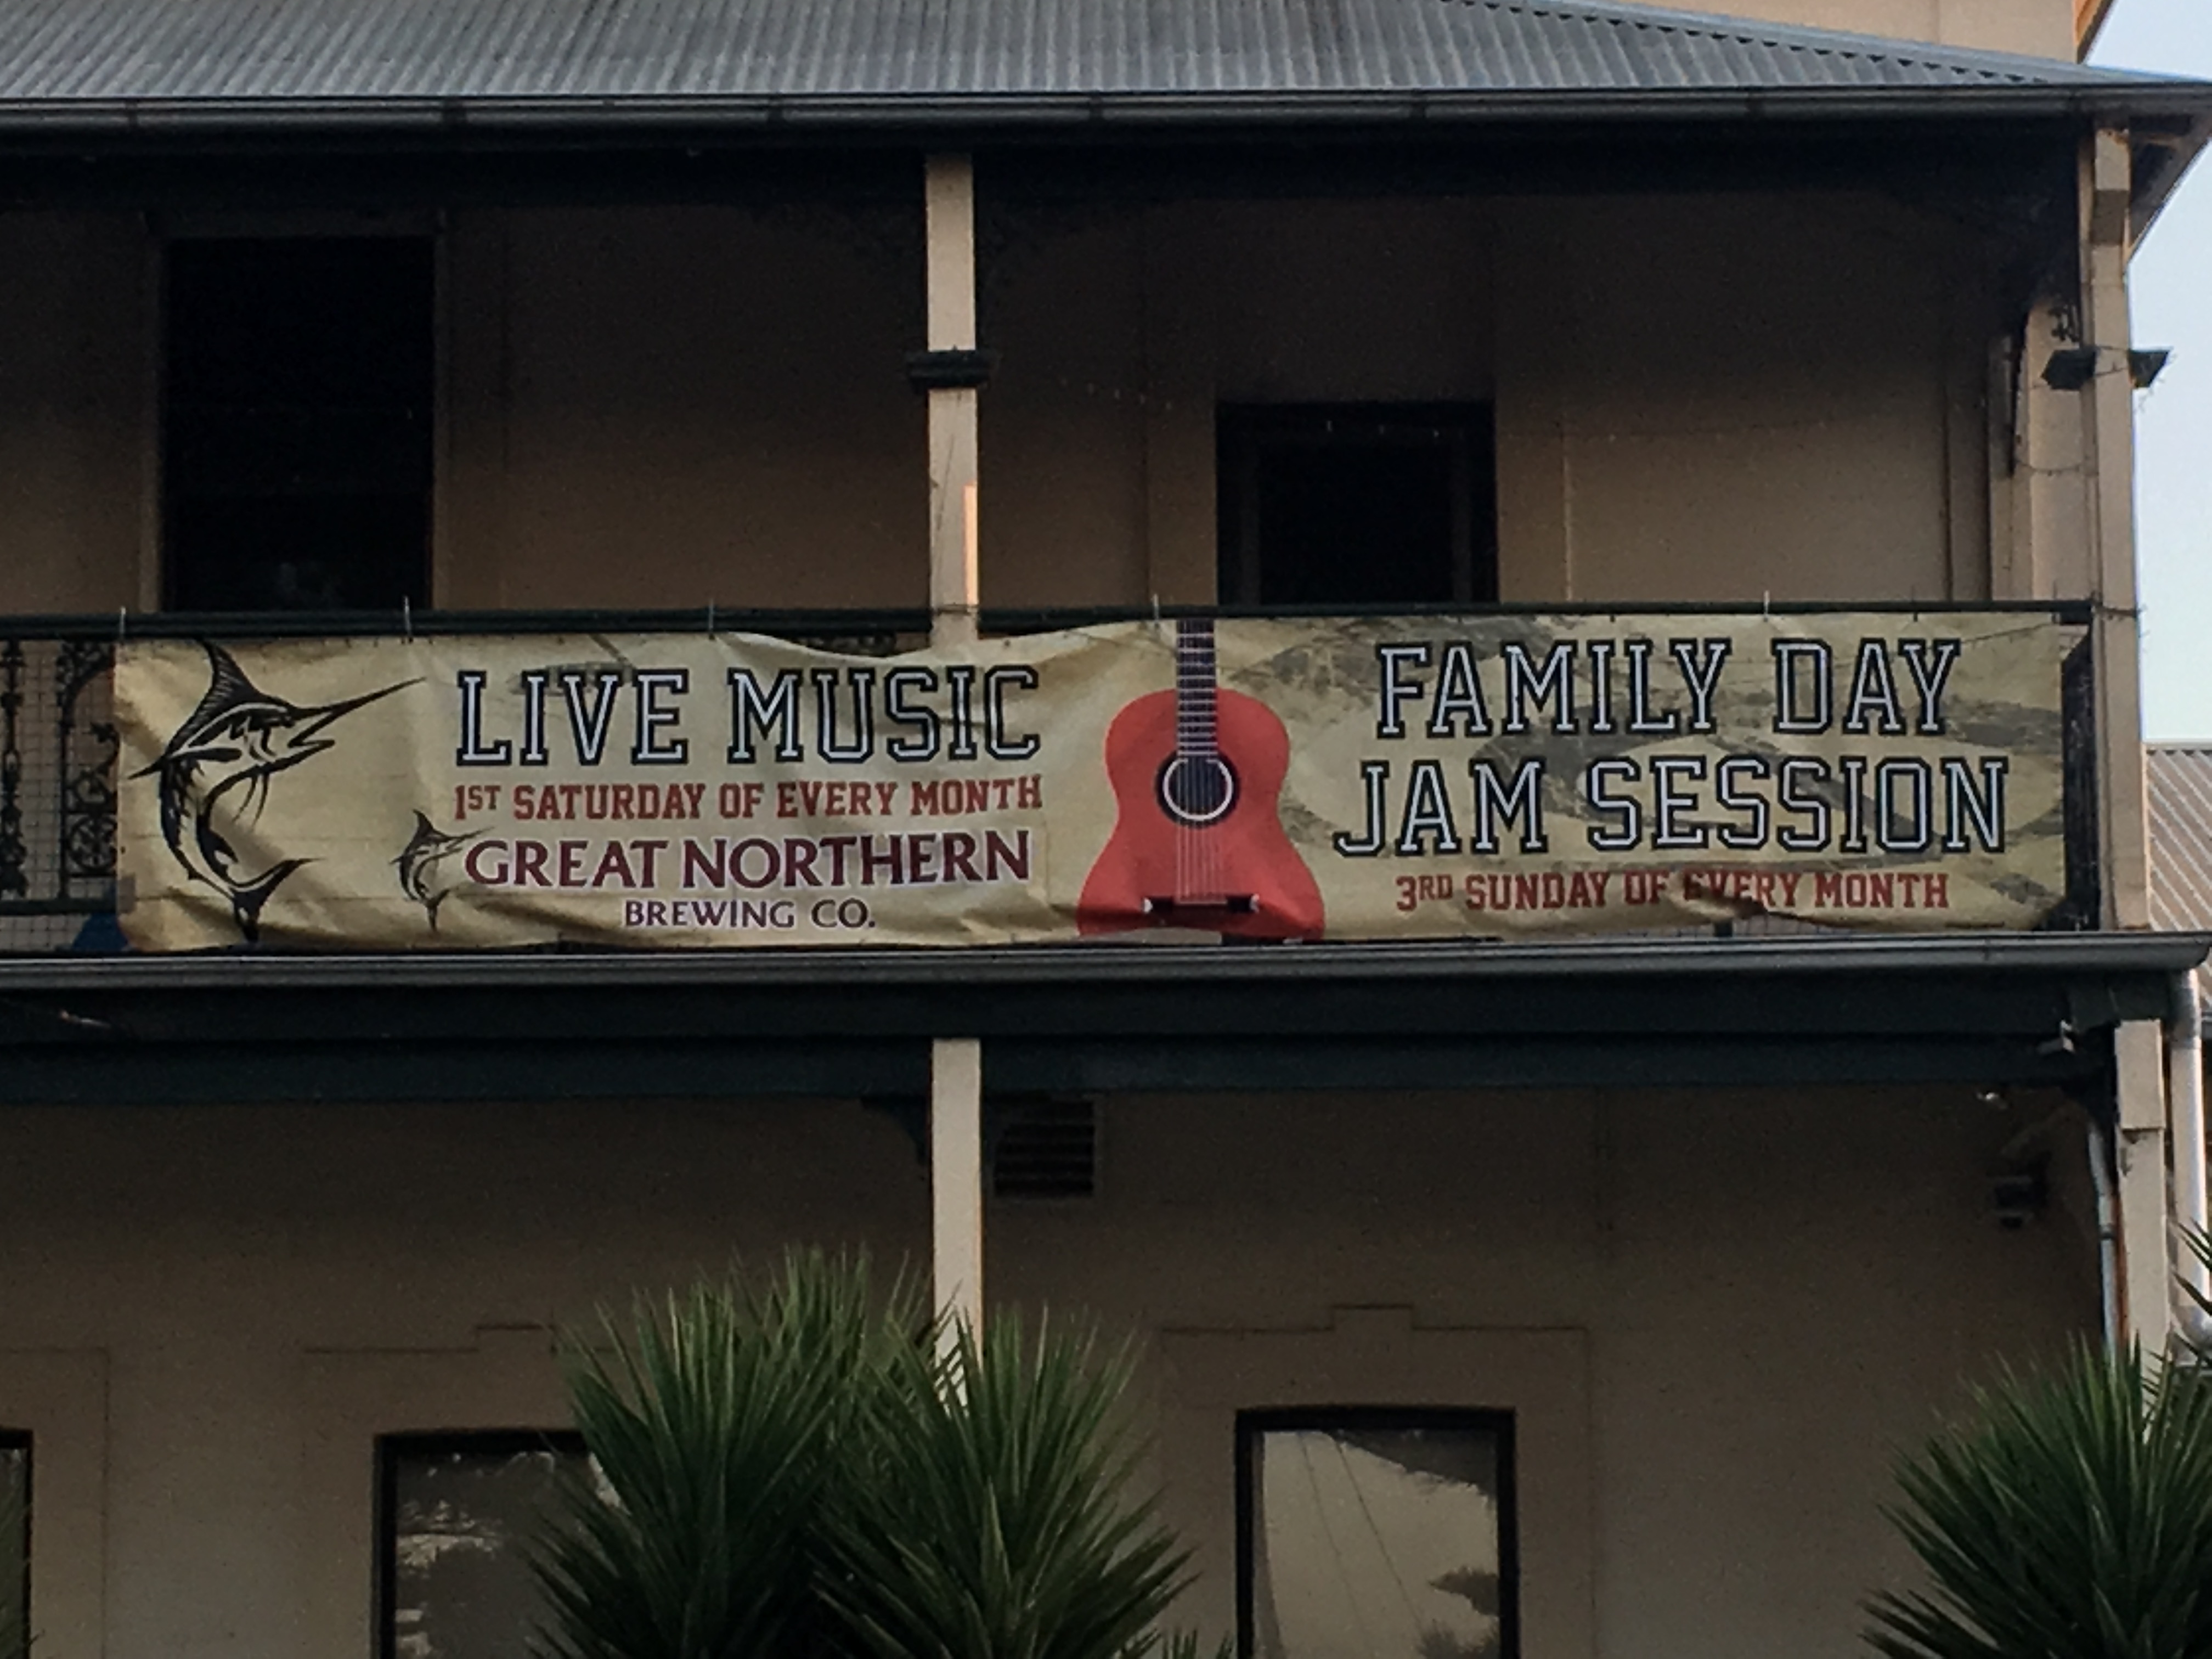 LIVE MUSIC
1ST SATURDAY OF EVERY MONTH
GREAT NORTHERN
BREWING CO.
FAMILY DAY
JAM SESSION
3RD SUNDAY OF EVERY MONTH